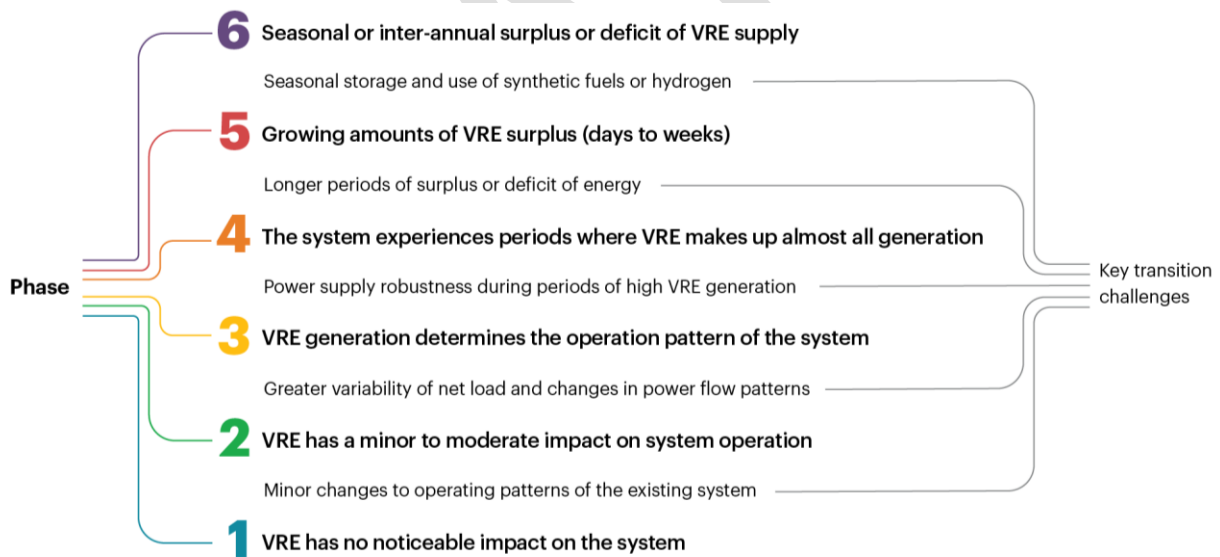 6 Seasonal or inter-annual surplus or deficit of VRE supply
Seasonal storage and use of synthetic fuels or hydrogen
5 Growing amounts of VRE surplus (days to weeks)
Longer periods of surplus or deficit of energy
4 The system experiences periods where VRE makes up almost all generation
Phase
Key transition
challenges
Power supply robustness during periods of high VRE generation
3 VRE generation determines the operation pattern of the system
Greater variability of net load and changes in power flow patterns
2 VRE has a minor to moderate impact on system operation
Minor changes to operating patterns of the existing system
1 VRE has no noticeable impact on the system